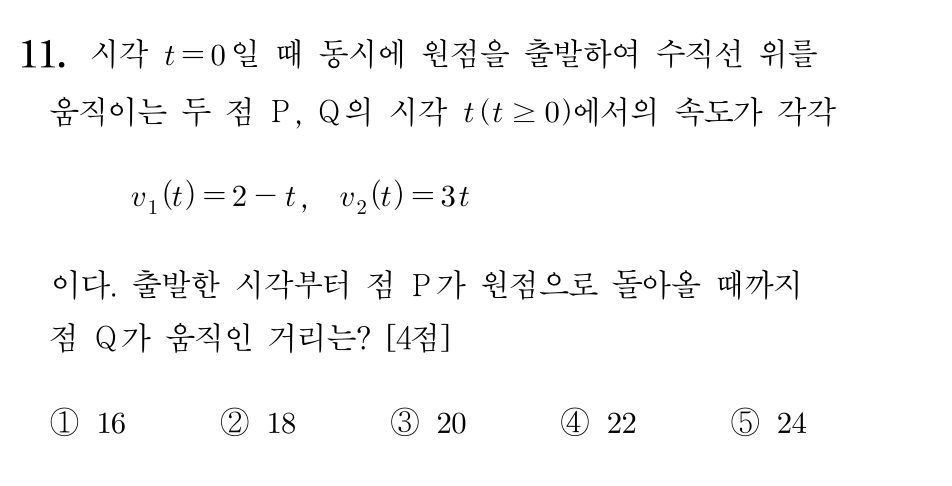 11. 시각 t=0일 때 동시에 원점을 출발하여 수직선 위를
움직이는 두 점 P, Q의 시각 t(t≥0)에서의 속도가 각각
v₁(t)=2-t, v₂(t)=3t
이다. 출발한 시각부터 점 P가 원점으로 돌아올 때까지
점 Q가 움직인 거리는? [4점]
① 16 ② 18 ③ 20 ④ 22 ⑤ 24